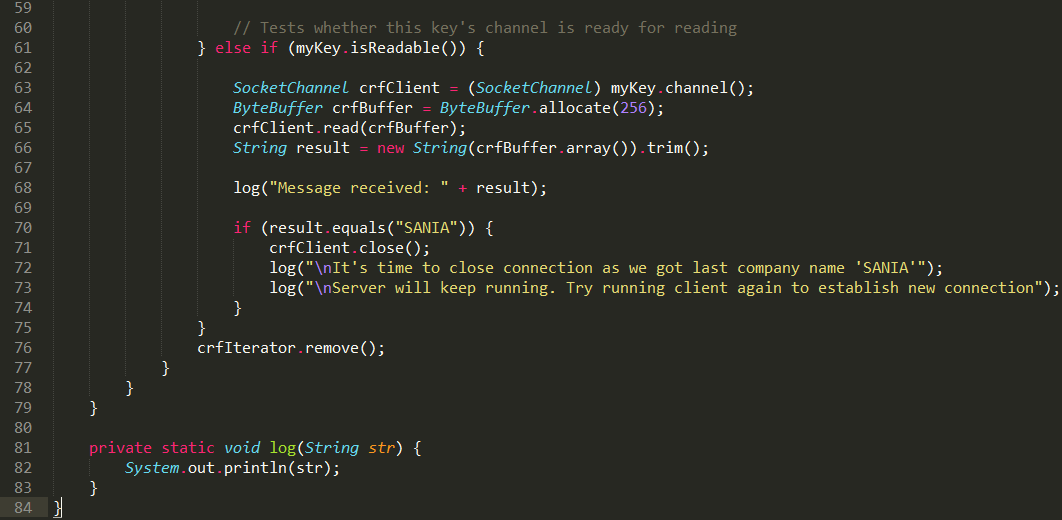 59
60 // Tests whether this key's channel is ready for reading
61 } else if (myKey.isReadable()) {
62
63 SocketChannel crfClient = (SocketChannel) myKey.channel();
64 ByteBuffer crfBuffer = ByteBuffer.allocate(256);
65 crfClient.read(crfBuffer);
66 String result = new String(crfBuffer.array()).trim();
67
68 log("Message received: " + result);
69
70 if (result.equals("SANIA")) {
71 crfClient.close();
72 log("\nIt's time to close connection as we got last company name 'SANIA'");
73 log("\nServer will keep running. Try running client again to establish new connection");
74 }
75 }
76 crfIterator.remove();
77 }
78 }
79 }
80
81 private static void log(String str) {
82 System.out.println(str);
83 }
84 }